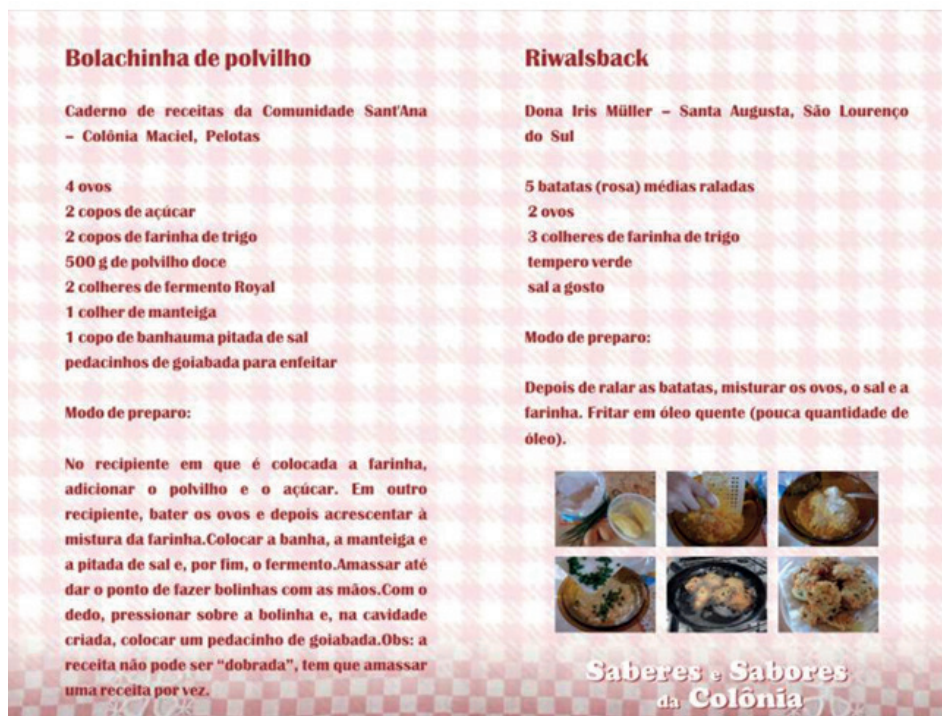 Bolachinha de polvilho
Caderno de receitas da Comunidade Sant'Ana
– Colônia Maciel, Pelotas
4 ovos
2 copos de açúcar
2 copos de farinha de trigo
500 g de polvilho doce
2 colheres de fermento Royal
1 colher de manteiga
1 copo de banhauma pitada de sal
pedacinhos de goiabada para enfeitar
Modo de preparo:
No recipiente em que é colocada a farinha,
adicionar o polvilho e o açúcar. Em outro
recipiente, bater os ovos e depois acrescentar à
mistura da farinha.Colocar a banha, a manteiga e
a pitada de sal e, por fim, o fermento.Amassar até
dar o ponto de fazer bolinhas com as mãos.Com o
dedo, pressionar sobre a bolinha e, na cavidade
criada, colocar um pedacinho de goiabada.Obs: a
receita não pode ser “dobrada”, tem que amassar
uma receita por vez.
Riwalsback
Dona Iris Müller – Santa Augusta, São Lourenço
do Sul
5 batatas (rosa) médias raladas
2 ovos
3 colheres de farinha de trigo
tempero verde
sal a gosto
Modo de preparo:
Depois de ralar as batatas, misturar os ovos, o sal e a
farinha. Fritar em óleo quente (pouca quantidade de
óleo).
Saberes e Sabores
da Colônia